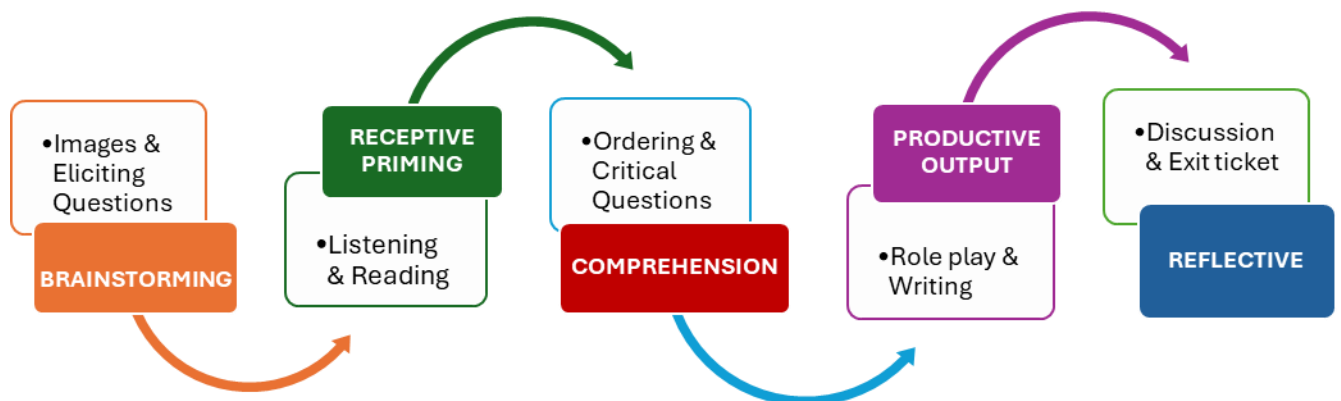 •Images &
Eliciting
Questions
BRAINSTORMING
RECEPTIVE
PRIMING
•Listening
& Reading
•Ordering &
Critical
Questions
COMPREHENSION
PRODUCTIVE
OUTPUT
•Role play &
Writing
•Discussion
& Exit ticket
REFLECTIVE